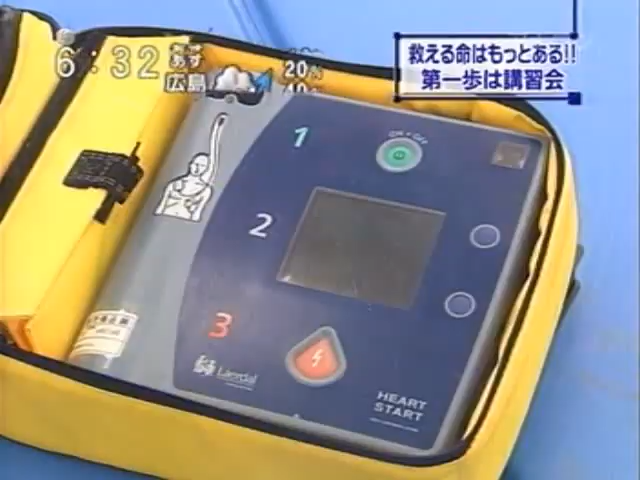 6:32
あす
広島
20%
救える命はもっとある!!
第一歩は講習会
1
ON・OFF
2
3
Laerdal
HEART
START